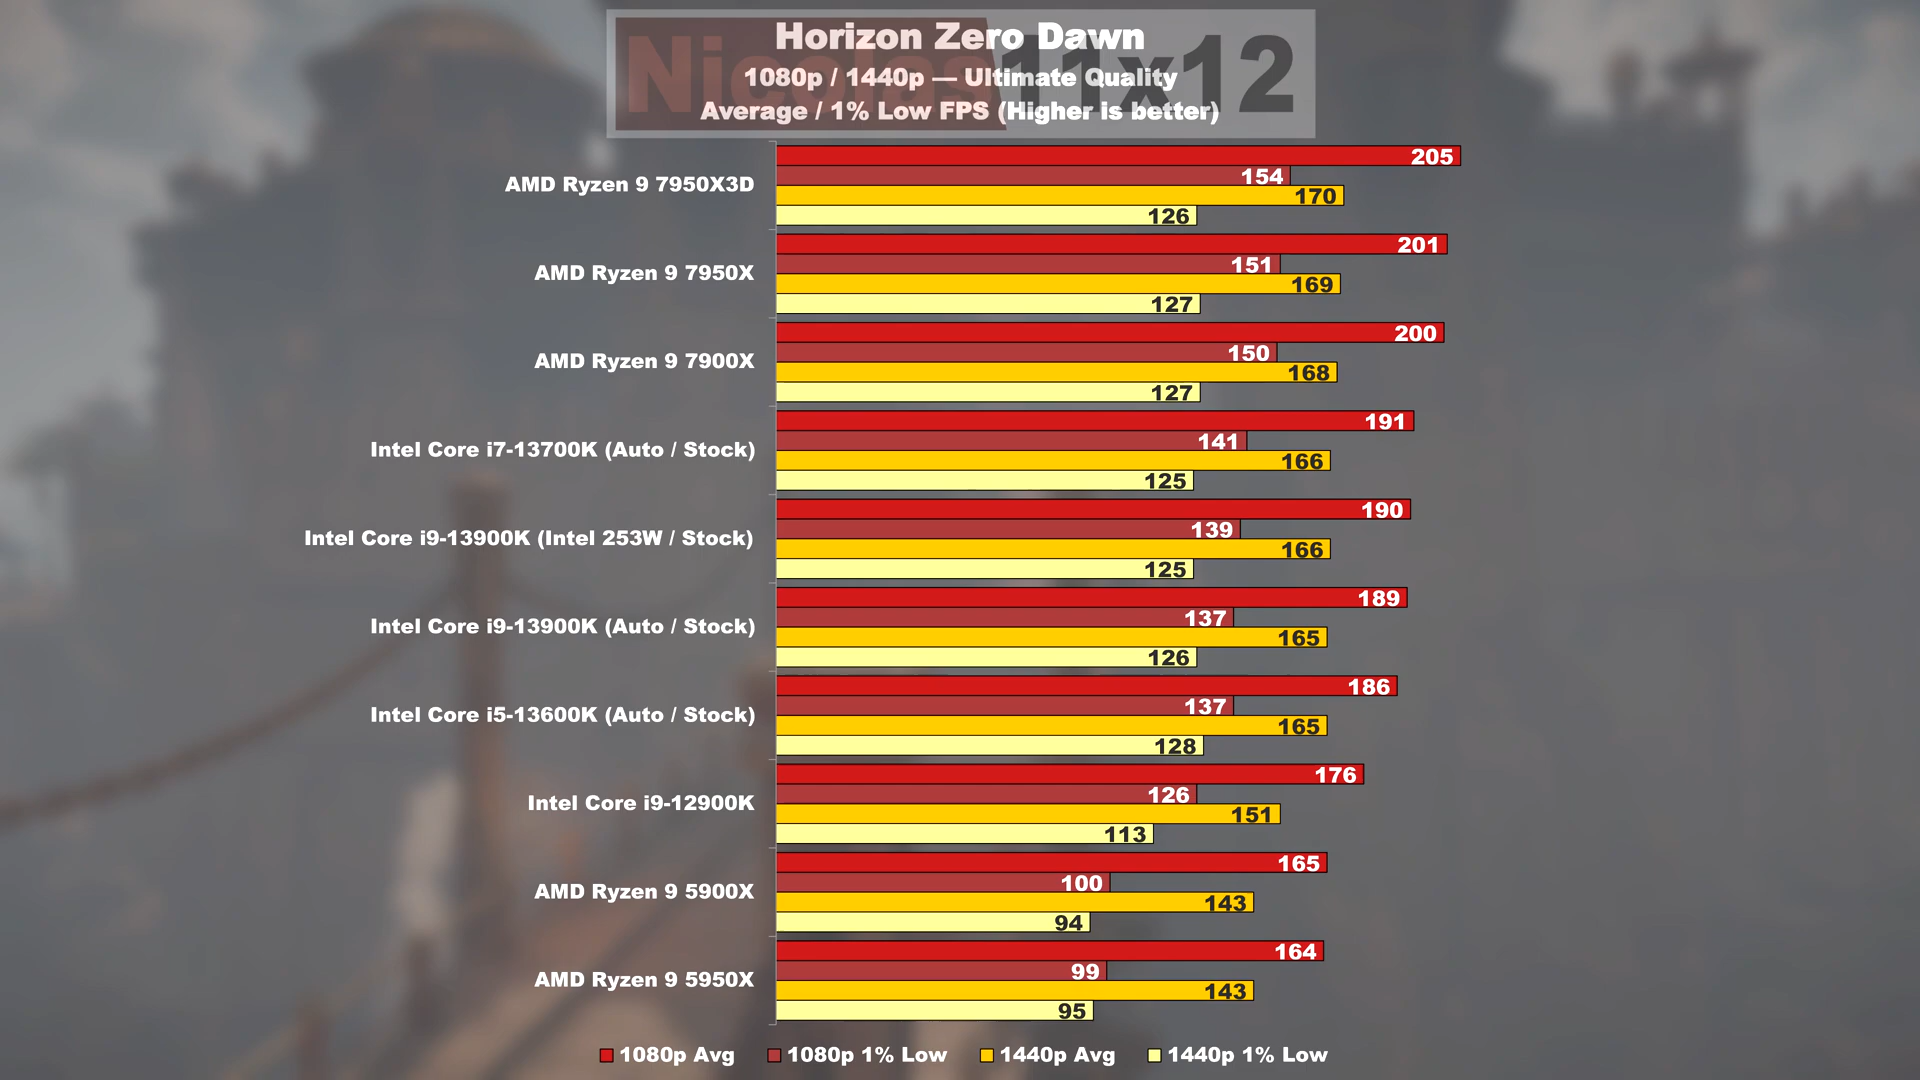 Nicolas11x12
Horizon Zero Dawn
1080p / 1440p — Ultimate Quality
Average / 1% Low FPS (Higher is better)
AMD Ryzen 9 7950X3D
205
154
170
126
AMD Ryzen 9 7950X
201
151
169
127
AMD Ryzen 9 7900X
200
150
168
127
Intel Core i7-13700K (Auto / Stock)
191
141
166
125
Intel Core i9-13900K (Intel 253W / Stock)
190
139
166
125
Intel Core i9-13900K (Auto / Stock)
189
137
165
126
Intel Core i5-13600K (Auto / Stock)
186
137
165
128
Intel Core i9-12900K
176
126
151
113
AMD Ryzen 9 5900X
165
100
143
94
AMD Ryzen 9 5950X
164
99
143
95
1080p Avg 1080p 1% Low 1440p Avg 1440p 1% Low